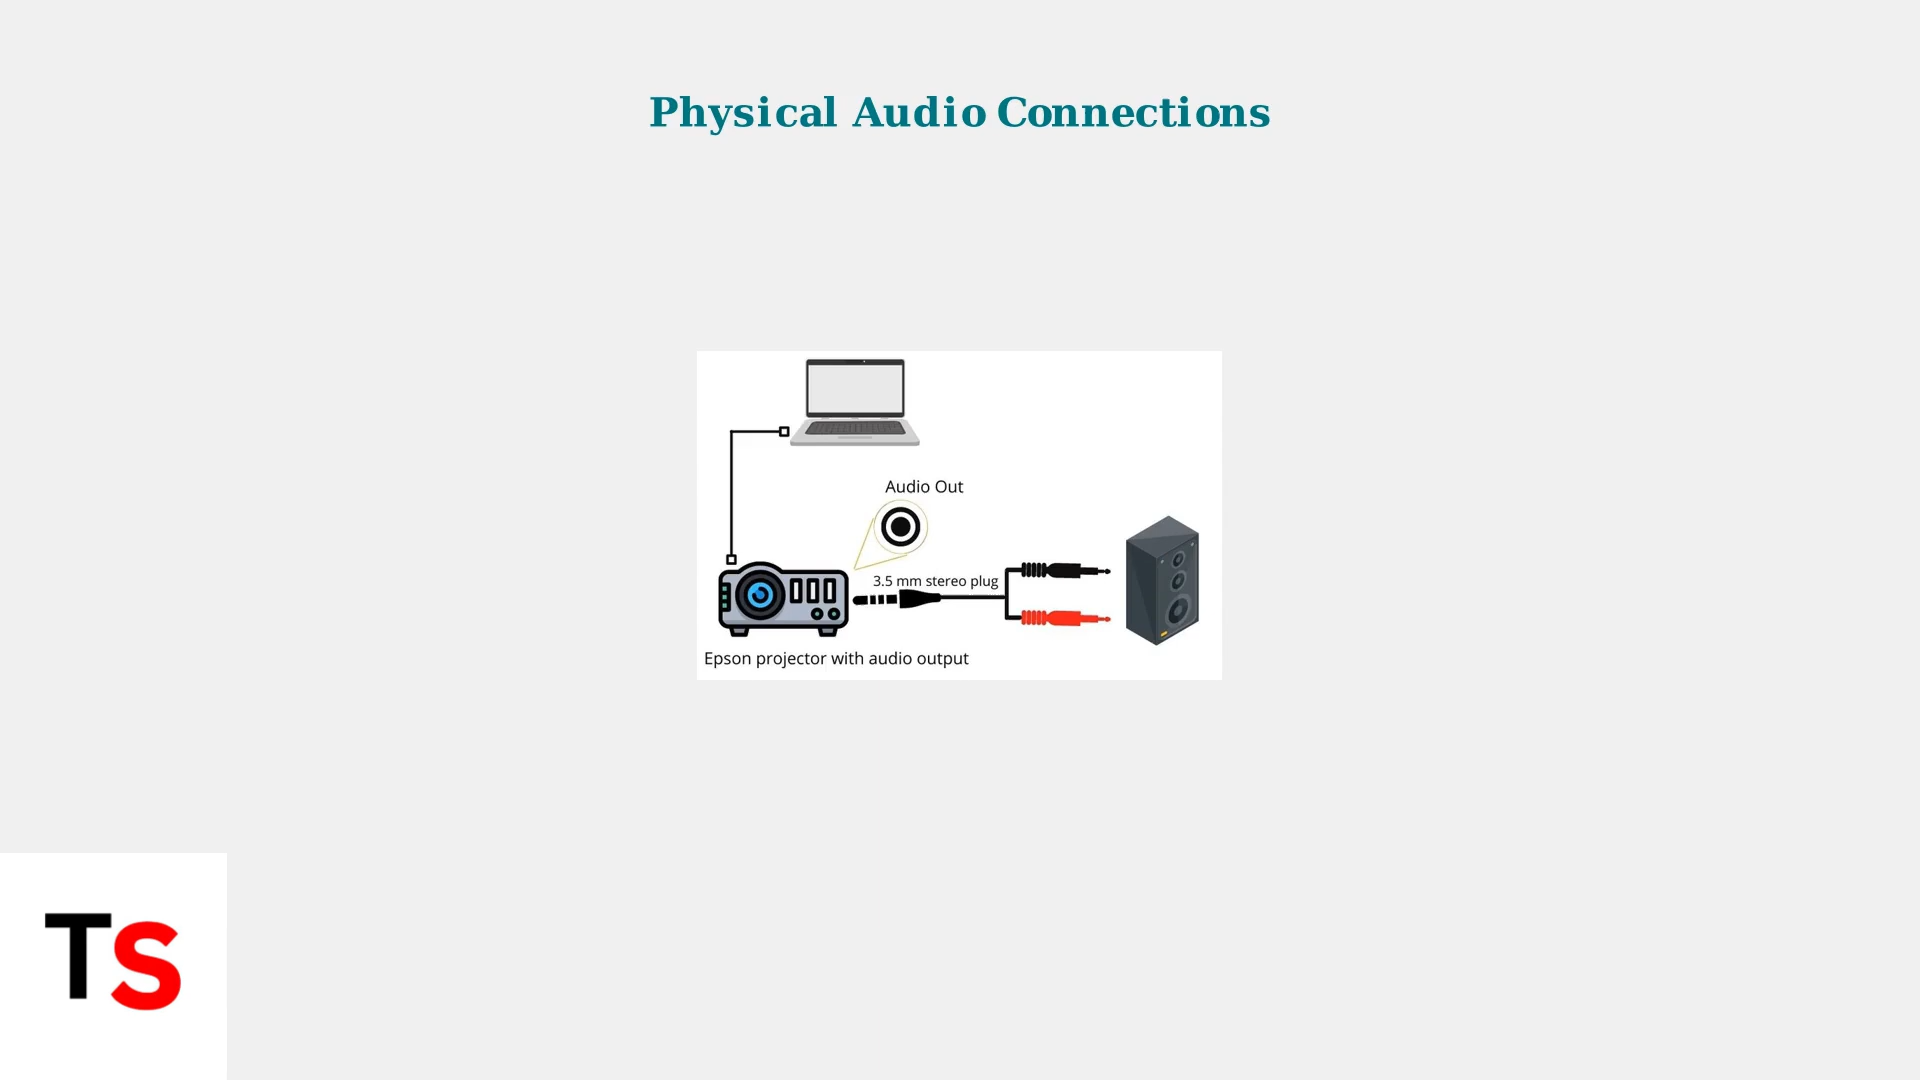 Physical Audio Connections
Audio Out
3.5 mm stereo plug
Epson projector with audio output
TS